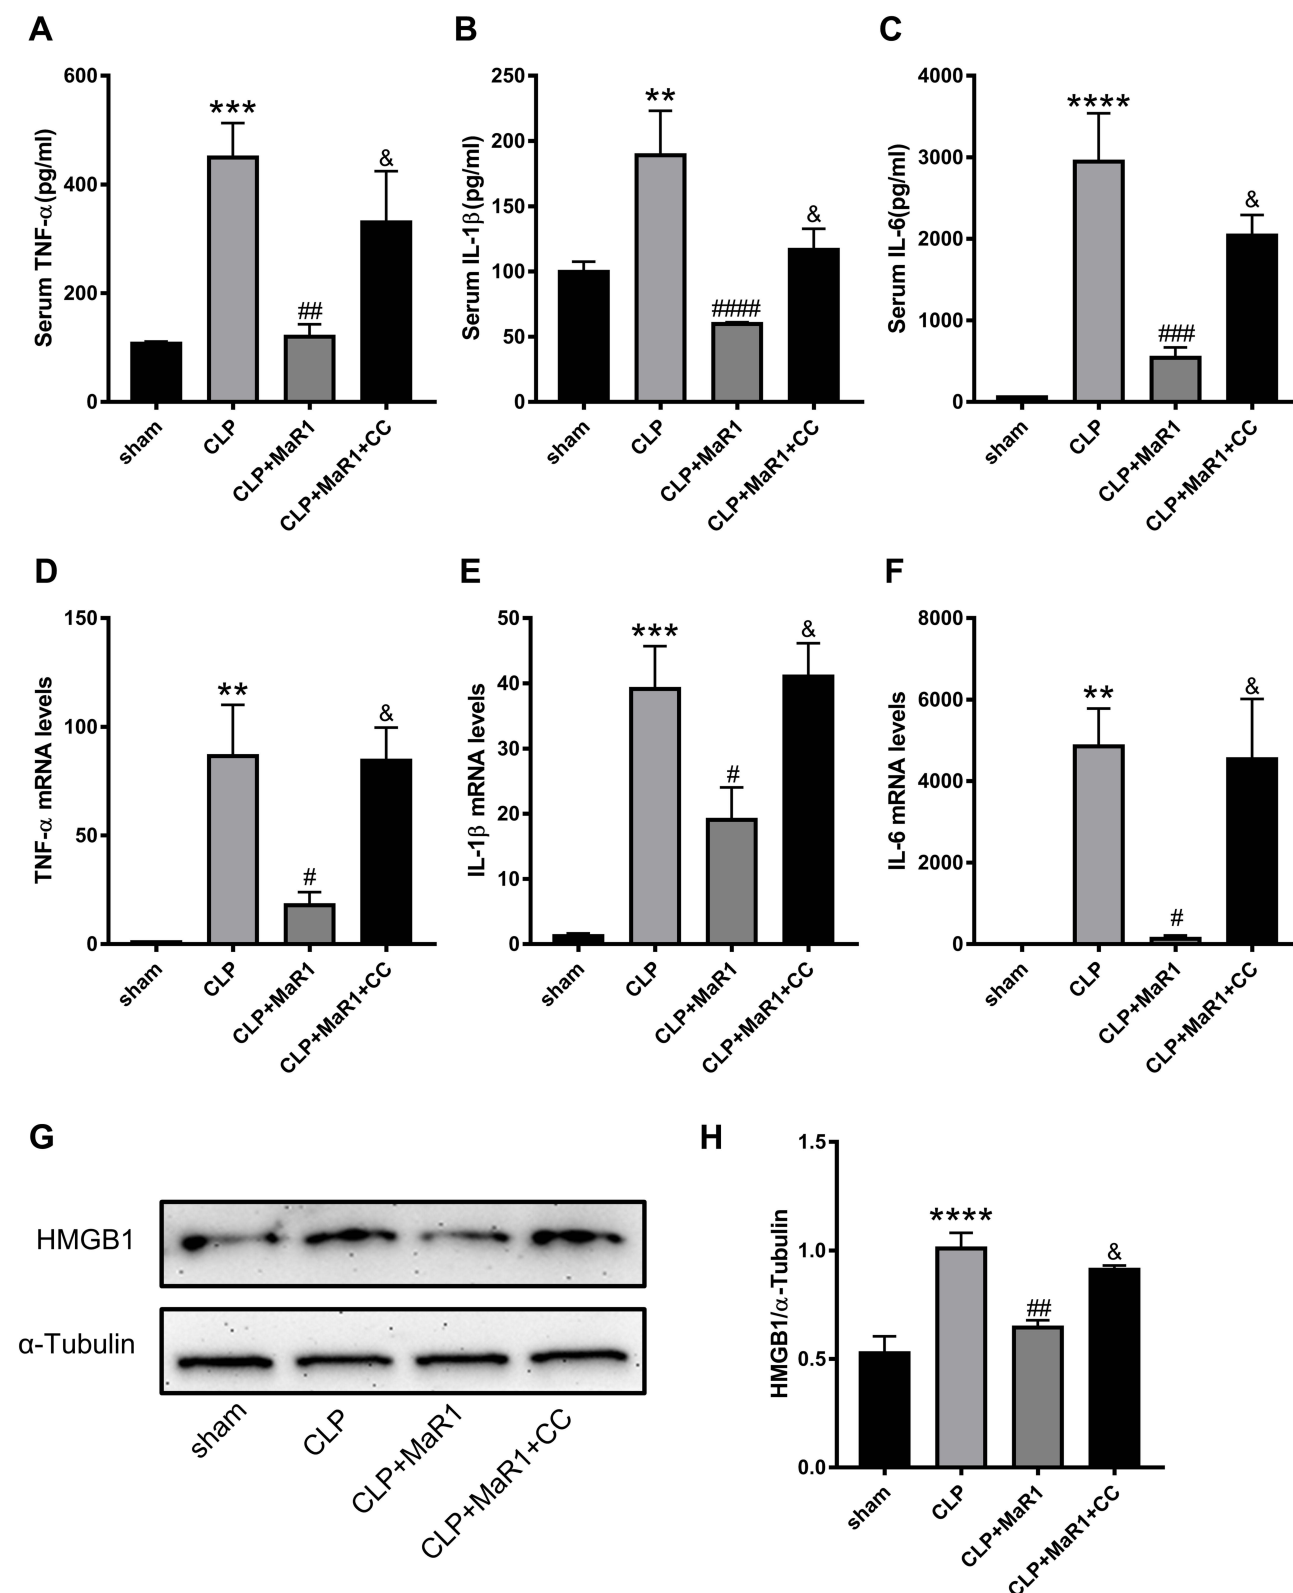 A
Serum TNF-α(pg/ml)
600
400
200
0
***
##
&
sham
CLP
CLP+MaR1
CLP+MaR1+CC
B
Serum IL-1β(pg/ml)
250
200
150
100
50
0
**
####
&
sham
CLP
CLP+MaR1
CLP+MaR1+CC
C
Serum IL-6(pg/ml)
4000
3000
2000
1000
0
****
###
&
sham
CLP
CLP+MaR1
CLP+MaR1+CC
D
TNF-α mRNA levels
150
100
50
0
**
#
&
sham
CLP
CLP+MaR1
CLP+MaR1+CC
E
IL-1β mRNA levels
50
40
30
20
10
0
***
#
&
sham
CLP
CLP+MaR1
CLP+MaR1+CC
F
IL-6 mRNA levels
8000
6000
4000
2000
0
**
#
&
sham
CLP
CLP+MaR1
CLP+MaR1+CC
G
HMGB1
α-Tubulin
sham
CLP
CLP+MaR1
CLP+MaR1+CC
H
HMGB1/α-Tubulin
1.5
1.0
0.5
0.0
****
##
&
sham
CLP
CLP+MaR1
CLP+MaR1+CC